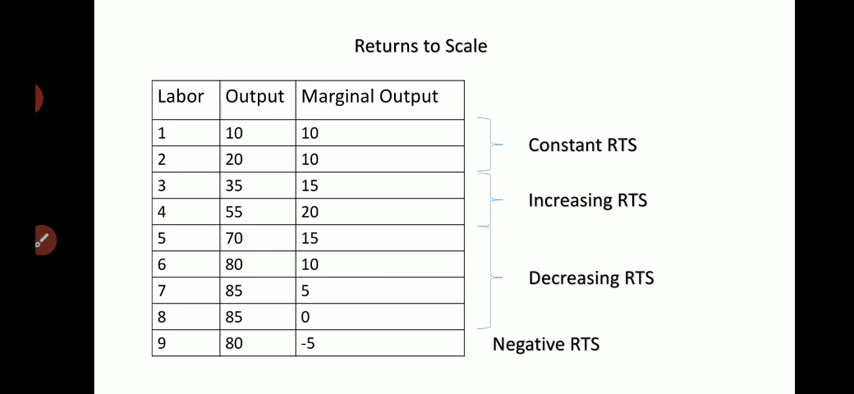 Returns to Scale
Labor Output Marginal Output
1 10 10
2 20 10
Constant RTS
3 35 15
4 55 20
Increasing RTS
5 70 15
6 80 10
7 85 5
8 85 0
Decreasing RTS
9 80 -5
Negative RTS